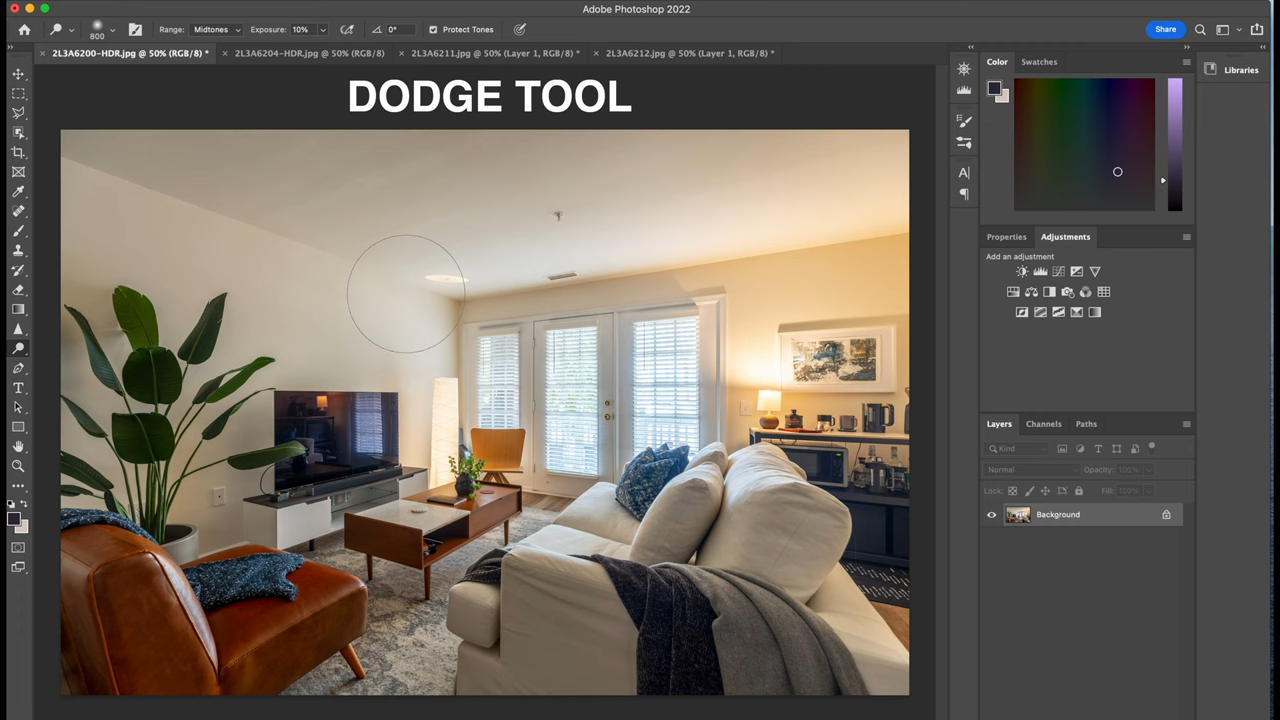 Adobe Photoshop 2022
800
Range: Midtones
Exposure: 10%
0°
Protect Tones
Share
2L3A6200-HDR.jpg @ 50% (RGB/8) *
2L3A6204-HDR.jpg @ 50% (RGB/8)
2L3A6211.jpg @ 50% (Layer 1, RGB/8) *
2L3A6212.jpg @ 50% (Layer 1, RGB/8) *
DODGE TOOL
Color
Swatches
Libraries
Properties
Adjustments
Add an adjustment
Layers
Channels
Paths
Kind
Normal
Opacity: 100%
Lock:
Fill: 100%
Background